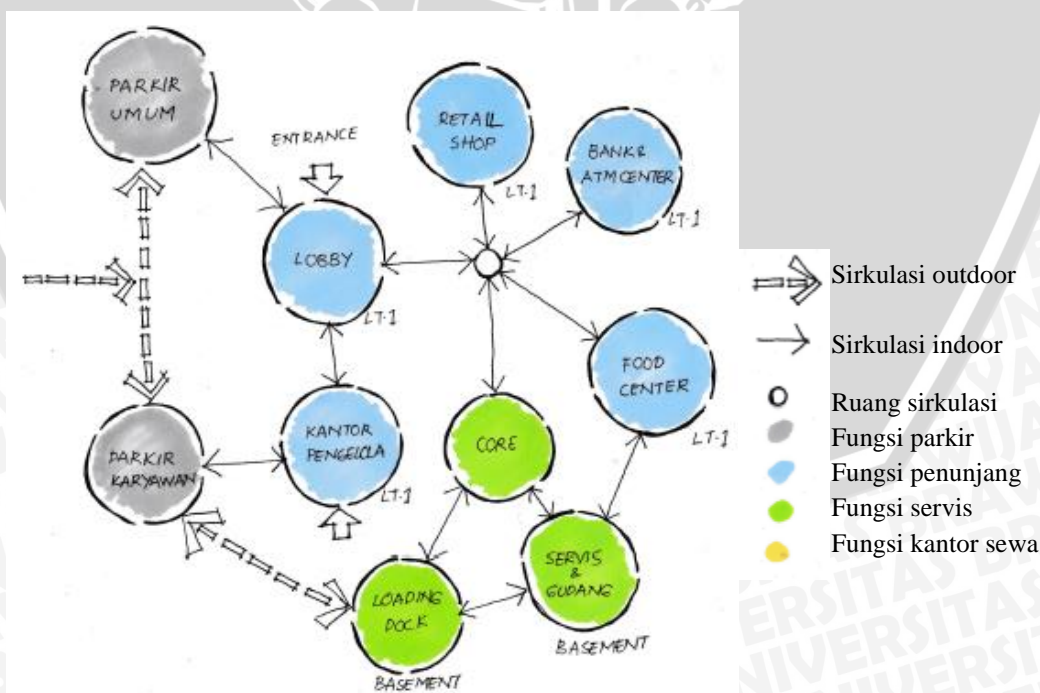 PARKIR
UMUM
ENTRANCE
RETAIL
SHOP
LT.1
BANK &
ATM CENTER
LT.1
LOBBY
LT.1
FOOD
CENTER
LT.1
KANTOR
PENGELOLA
LT.1
CORE
PARKIR
KARYAWAN
SERVIS
&
GUDANG
BASEMENT
LOADING
DOCK
BASEMENT
Sirkulasi outdoor
Sirkulasi indoor
Ruang sirkulasi
Fungsi parkir
Fungsi penunjang
Fungsi servis
Fungsi kantor sewa